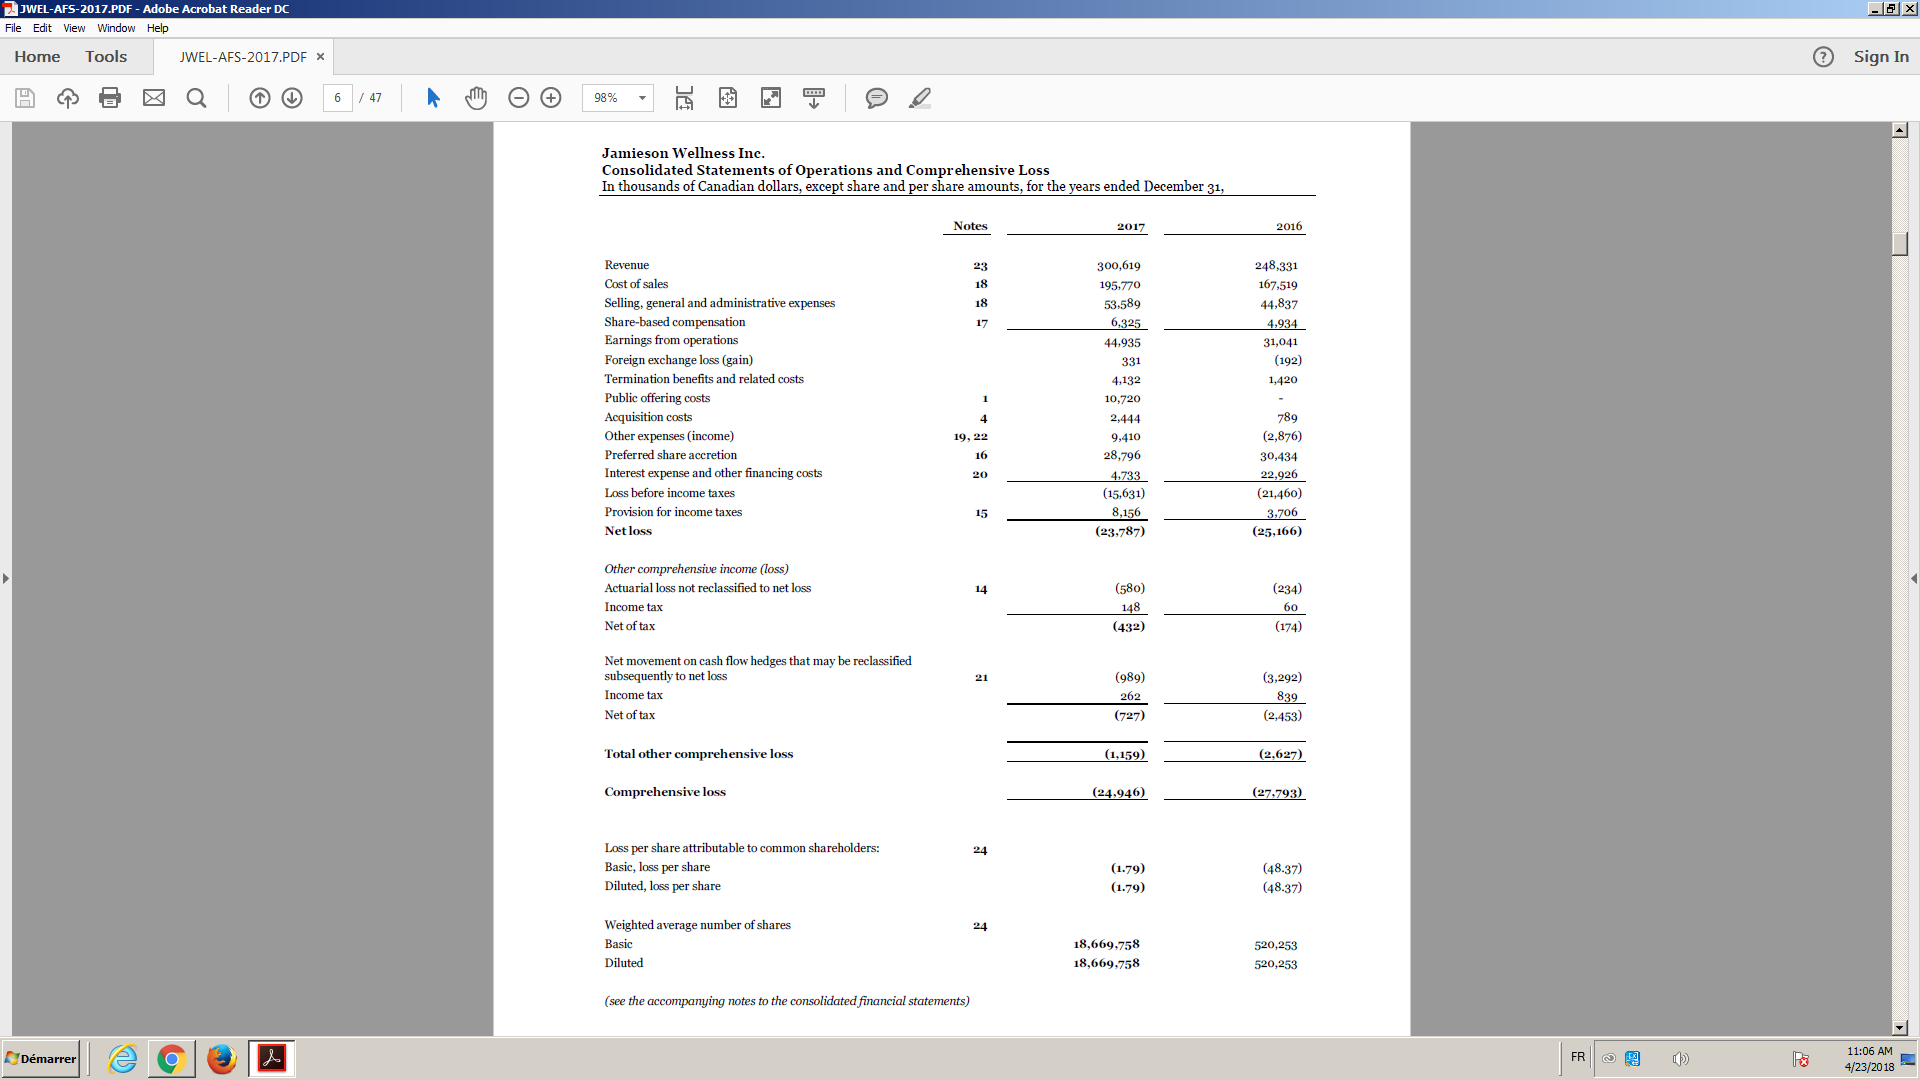 JWEL-AFS-2017.PDF - Adobe Acrobat Reader DC
File Edit View Window Help
Home Tools JWEL-AFS-2017.PDF × Sign In
6 / 47 98%
Jamieson Wellness Inc.
Consolidated Statements of Operations and Comprehensive Loss
In thousands of Canadian dollars, except share and per share amounts, for the years ended December 31,
Notes 2017 2016
Revenue 23 300,619 248,331
Cost of sales 18 195,770 167,519
Selling, general and administrative expenses 18 53,589 44,837
Share-based compensation 17 6,325 4,934
Earnings from operations 44,935 31,041
Foreign exchange loss (gain) 331 (192)
Termination benefits and related costs 4,132 1,420
Public offering costs 1 10,720 -
Acquisition costs 4 2,444 789
Other expenses (income) 19, 22 9,410 (2,876)
Preferred share accretion 16 28,796 30,434
Interest expense and other financing costs 20 4,733 22,926
Loss before income taxes (15,631) (21,460)
Provision for income taxes 15 8,156 3,706
Net loss (23,787) (25,166)
Other comprehensive income (loss)
Actuarial loss not reclassified to net loss 14 (580) (234)
Income tax 148 60
Net of tax (432) (174)
Net movement on cash flow hedges that may be reclassified
subsequently to net loss 21 (989) (3,292)
Income tax 262 839
Net of tax (727) (2,453)
Total other comprehensive loss (1,159) (2,627)
Comprehensive loss (24,946) (27,793)
Loss per share attributable to common shareholders: 24
Basic, loss per share (1.79) (48.37)
Diluted, loss per share (1.79) (48.37)
Weighted average number of shares 24
Basic 18,669,758 520,253
Diluted 18,669,758 520,253
(see the accompanying notes to the consolidated financial statements)
Démarrer FR 11:06 AM
4/23/2018